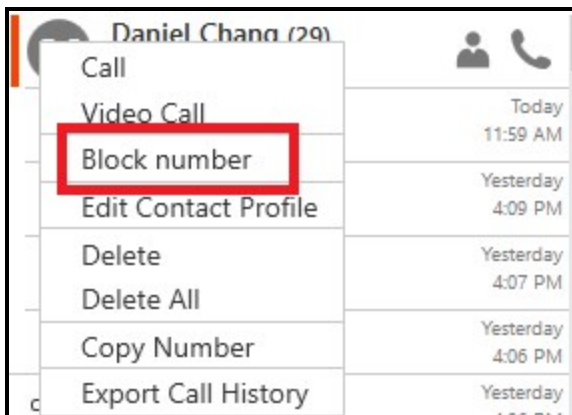 Daniel Chang (29)
Call
Video Call
Today
11:59 AM
Block number
Yesterday
4:09 PM
Edit Contact Profile
Delete
Yesterday
4:07 PM
Delete All
Copy Number
Yesterday
4:06 PM
Export Call History
Yesterday